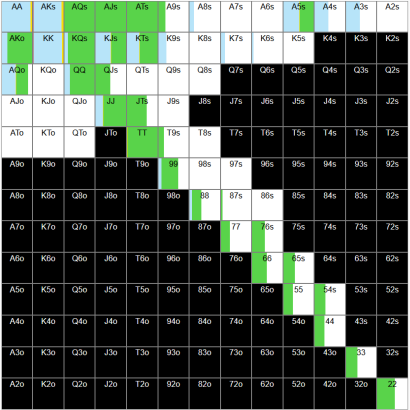 AA AKs AQs AJs ATs A9s A8s A7s A6s A5s A4s A3s A2s
AKo KK KQs KJs KTs K9s K8s K7s K6s K5s K4s K3s K2s
AQo KQo QQ QJs QTs Q9s Q8s Q7s Q6s Q5s Q4s Q3s Q2s
AJo KJo QJo JJ JTs J9s J8s J7s J6s J5s J4s J3s J2s
ATo KTo QTo JTo TT T9s T8s T7s T6s T5s T4s T3s T2s
A9o K9o Q9o J9o T9o 99 98s 97s 96s 95s 94s 93s 92s
A8o K8o Q8o J8o T8o 98o 88 87s 86s 85s 84s 83s 82s
A7o K7o Q7o J7o T7o 97o 87o 77 76s 75s 74s 73s 72s
A6o K6o Q6o J6o T6o 96o 86o 76o 66 65s 64s 63s 62s
A5o K5o Q5o J5o T5o 95o 85o 75o 65o 55 54s 53s 52s
A4o K4o Q4o J4o T4o 94o 84o 74o 64o 54o 44 43s 42s
A3o K3o Q3o J3o T3o 93o 83o 73o 63o 53o 43o 33 32s
A2o K2o Q2o J2o T2o 92o 82o 72o 62o 52o 42o 32o 22